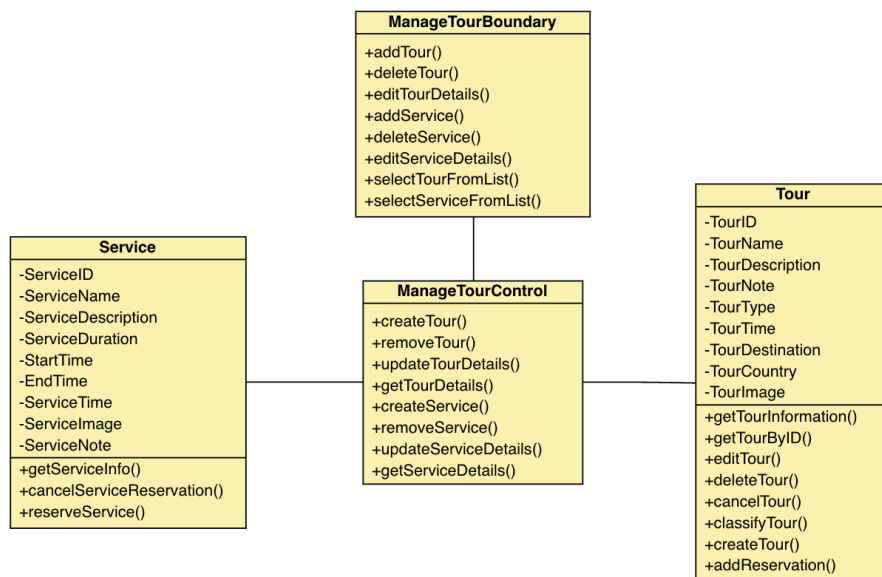 ManageTourBoundary
+addTour()
+deleteTour()
+editTourDetails()
+addService()
+deleteService()
+editServiceDetails()
+selectTourFromList()
+selectServiceFromList()
Service
-ServiceID
-ServiceName
-ServiceDescription
-ServiceDuration
-StartTime
-EndTime
-ServiceTime
-ServiceImage
-ServiceNote
+getServiceInfo()
+cancelServiceReservation()
+reserveService()
ManageTourControl
+createTour()
+removeTour()
+updateTourDetails()
+getTourDetails()
+createService()
+removeService()
+updateServiceDetails()
+getServiceDetails()
Tour
-TourID
-TourName
-TourDescription
-TourNote
-TourType
-TourTime
-TourDestination
-TourCountry
-TourImage
+getTourInformation()
+getTourByID()
+editTour()
+deleteTour()
+cancelTour()
+classifyTour()
+createTour()
+addReservation()